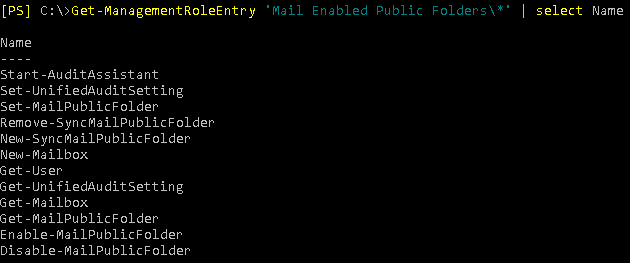 [PS] C:\>Get-ManagementRoleEntry 'Mail Enabled Public Folders\*' | select Name
Name
----
Start-AuditAssistant
Set-UnifiedAuditSetting
Set-MailPublicFolder
Remove-SyncMailPublicFolder
New-SyncMailPublicFolder
New-Mailbox
Get-User
Get-UnifiedAuditSetting
Get-Mailbox
Get-MailPublicFolder
Enable-MailPublicFolder
Disable-MailPublicFolder